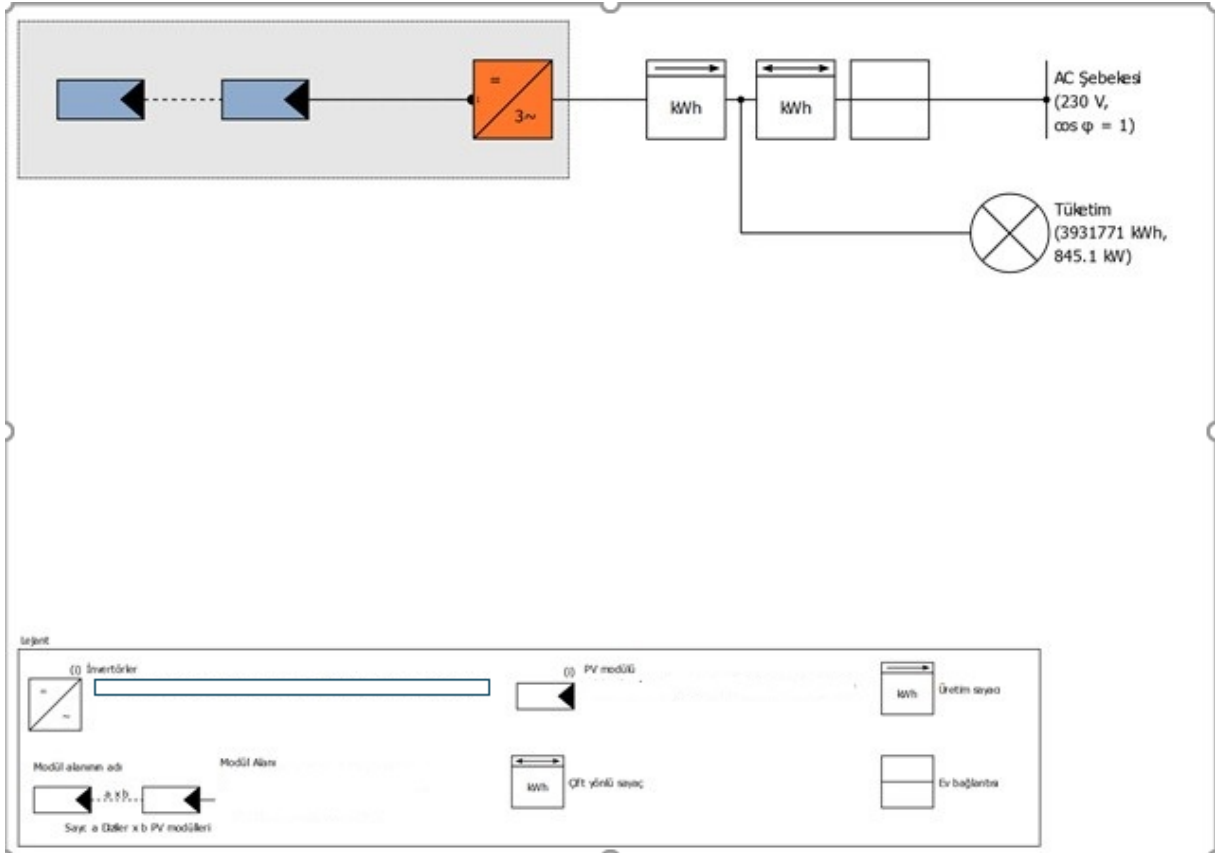 =
3~
kWh
kWh
AC Şebekesi
(230 V,
cos φ = 1)
Tüketim
(3931771 kWh,
845.1 kW)
Lejant
(i) İnvertörler
=
~
(i) PV modülü
kWh
Üretim sayacı
Modül alanının adı
Modül Alanı
a x b
Sayı: a Diziler x b PV modülleri
kWh
Çift yönlü sayaç
Ev bağlantısı